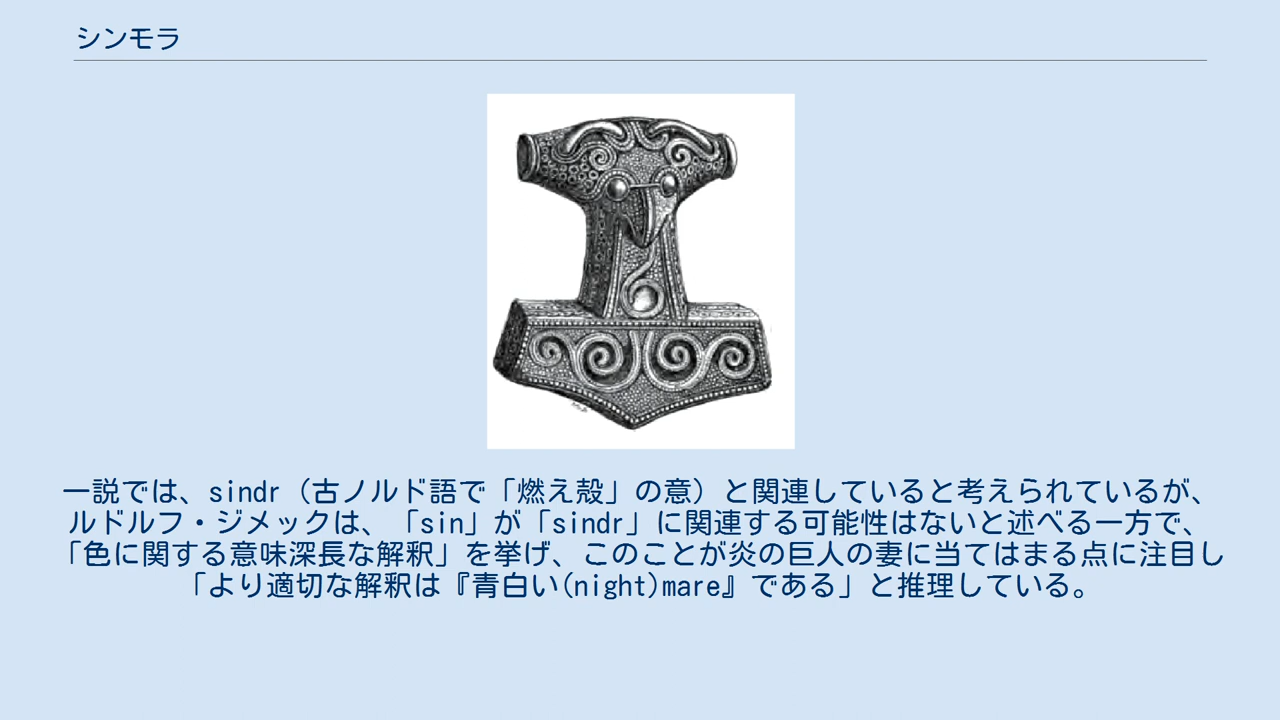 シンモラ
一説では、sindr（古ノルド語で「燃え殻」の意）と関連していると考えられているが、
ルドルフ・ジメックは、「sin」が「sindr」に関連する可能性はないと述べる一方で、
「色に関する意味深長な解釈」を挙げ、このことが炎の巨人の妻に当てはまる点に注目し
「より適切な解釈は『青白い(night)mare』である」と推理している。